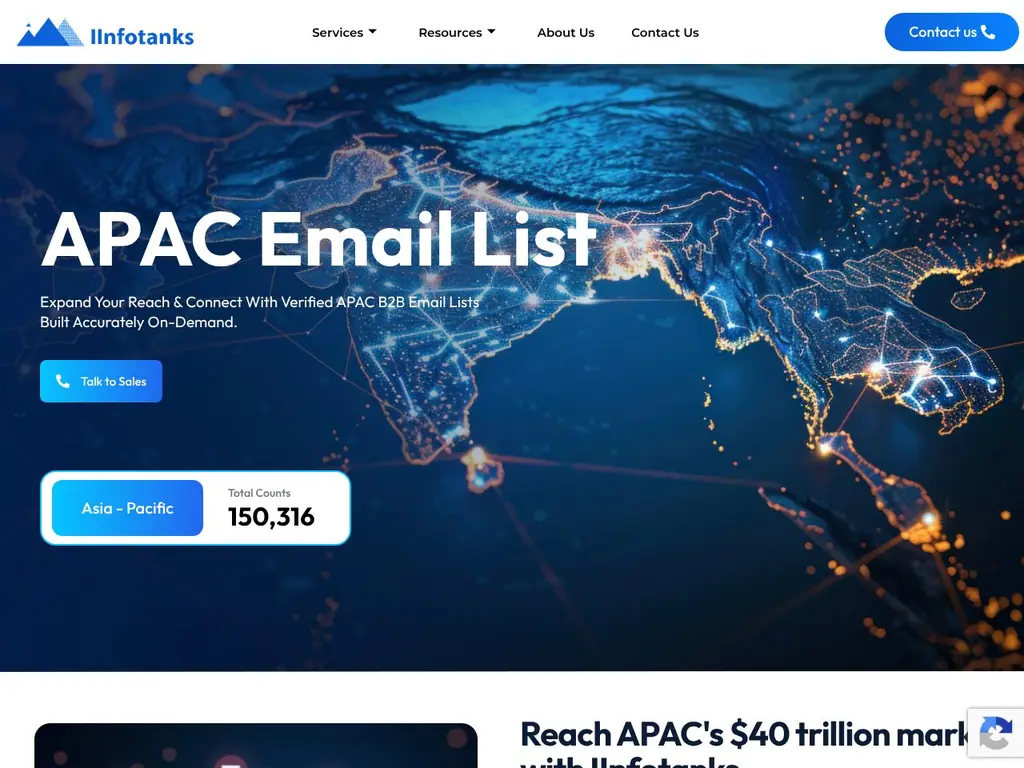 IInfotanks
Services
Resources
About Us
Contact Us
Contact us
APAC Email List
Expand Your Reach & Connect With Verified APAC B2B Email Lists
Built Accurately On-Demand.
Talk to Sales
Asia - Pacific
Total Counts
150,316
Reach APAC's $40 trillion
with IInfotanks